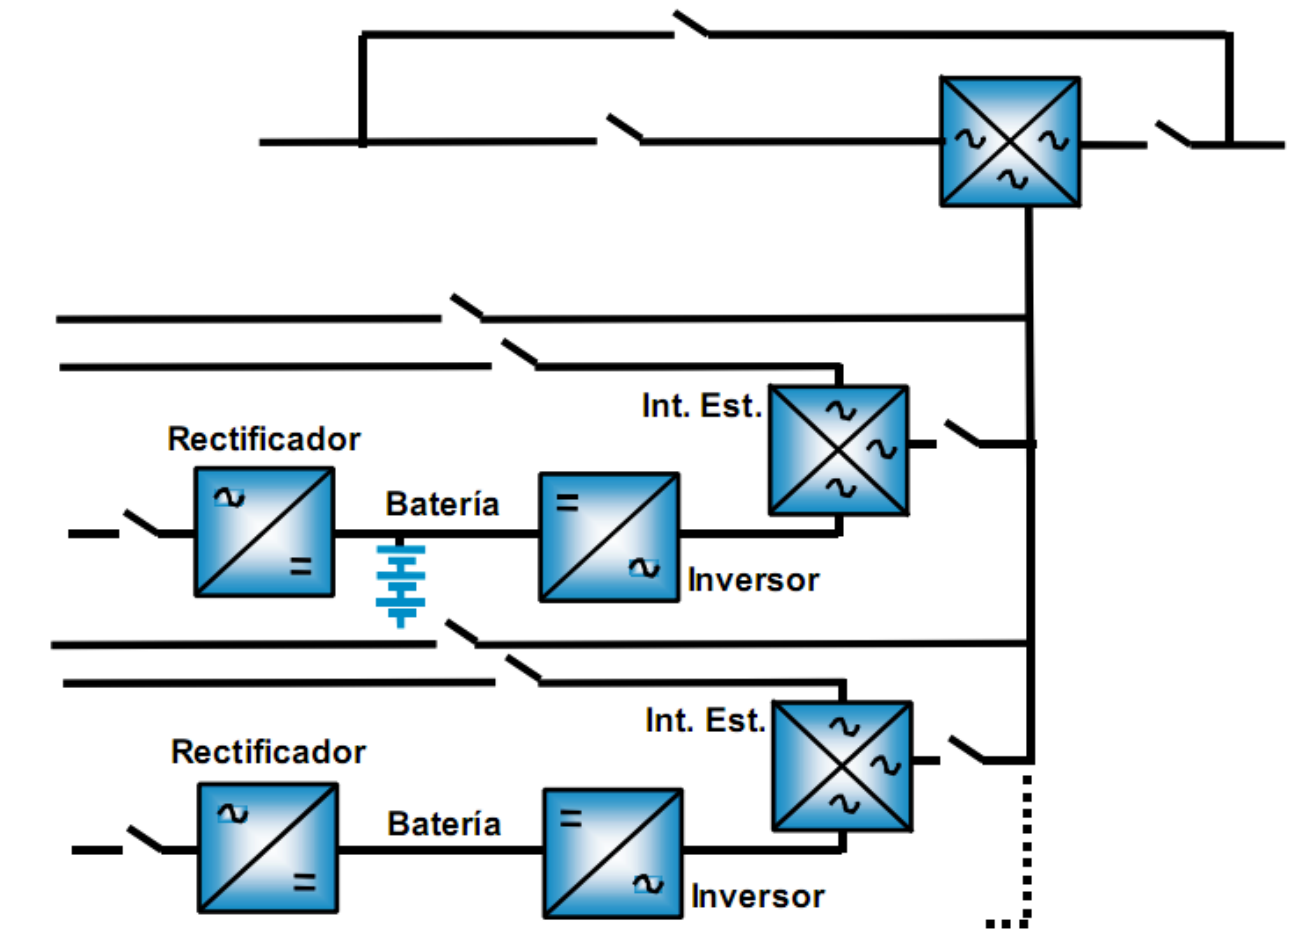 Int. Est.
Rectificador
Batería
Inversor
Int. Est.
Rectificador
Batería
Inversor